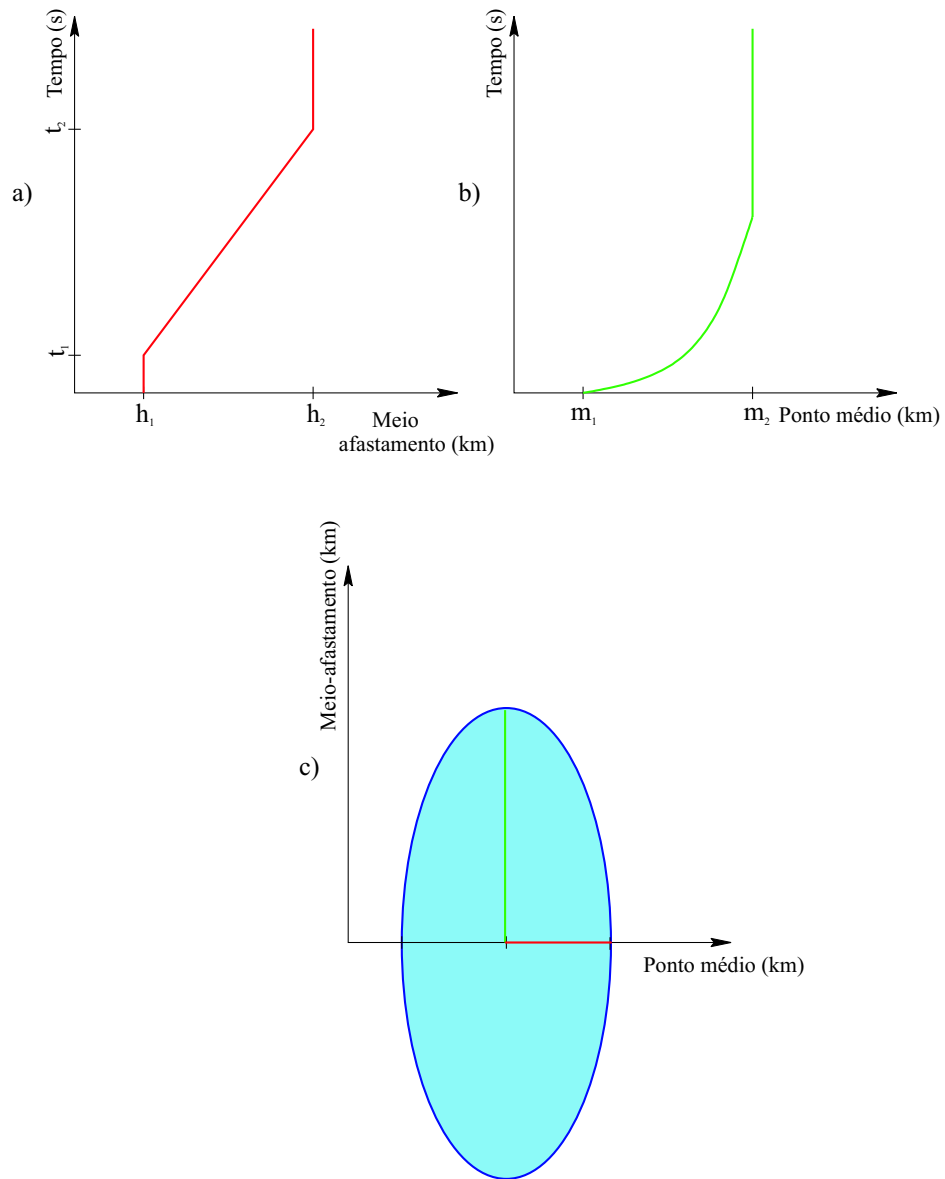 Tempo (s)
t₂
a)
t₁
h₁
h₂
Meio
afastamento (km)
Tempo (s)
b)
m₁
m₂
Ponto médio (km)
Meio-afastamento (km)
c)
Ponto médio (km)